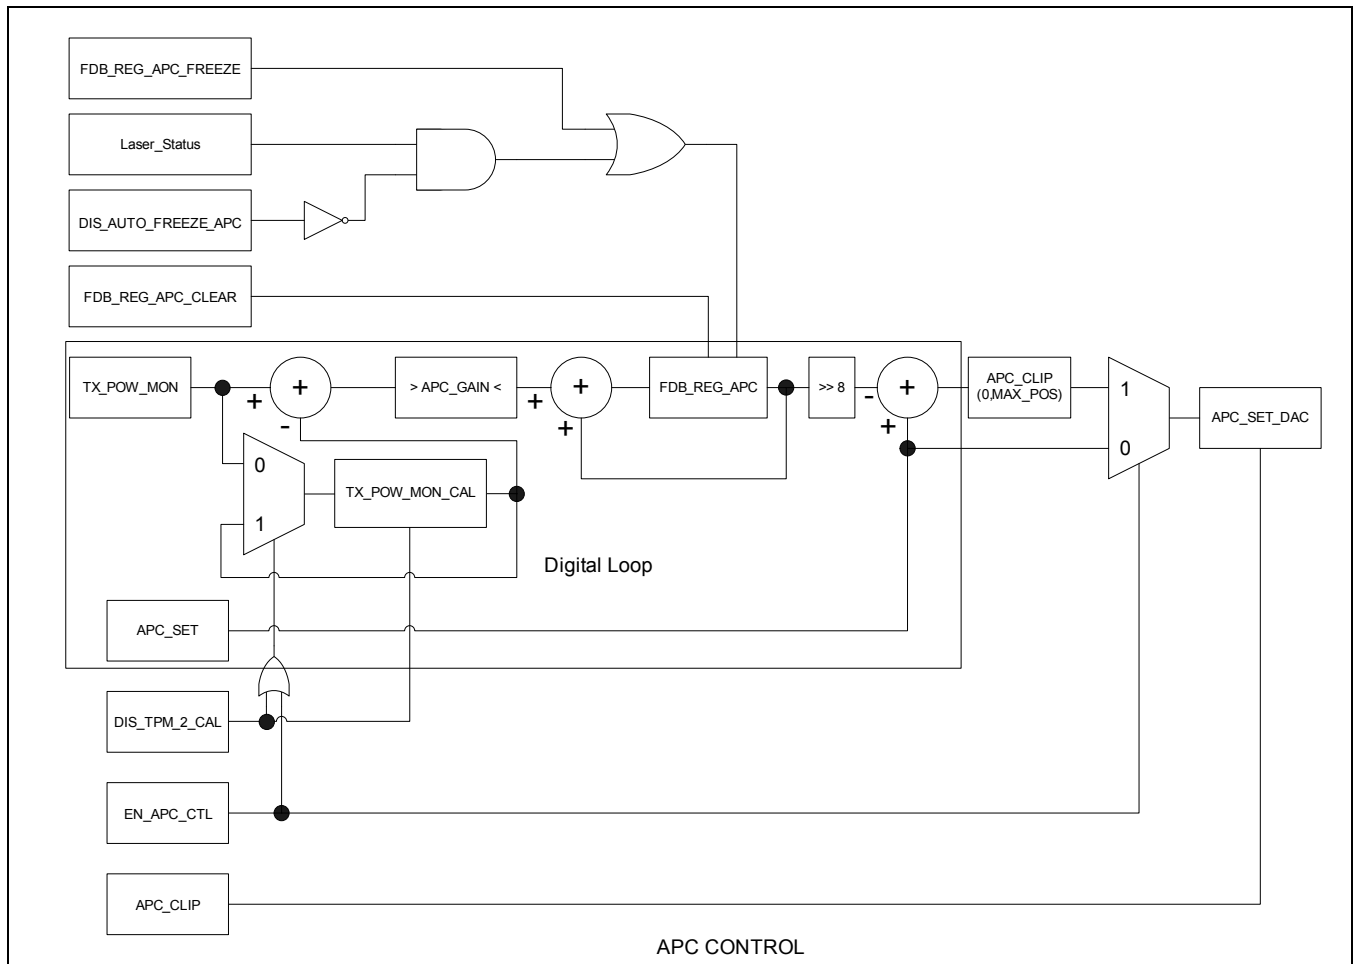 FDB_REG_APC_FREEZE
Laser_Status
DIS_AUTO_FREEZE_APC
FDB_REG_APC_CLEAR
TX_POW_MON
+
+
-
> APC_GAIN <
+
+
+
FDB_REG_APC
>> 8
-
+
+
APC_CLIP
(0,MAX_POS)
1
0
APC_SET_DAC
0
1
TX_POW_MON_CAL
Digital Loop
APC_SET
DIS_TPM_2_CAL
EN_APC_CTL
APC_CLIP
APC CONTROL